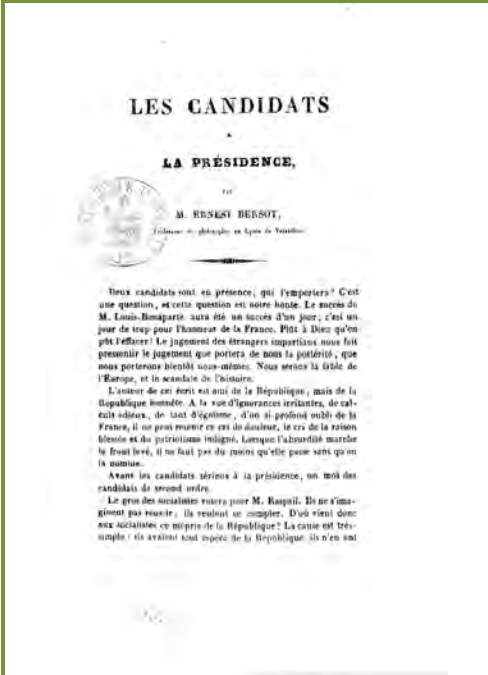 LES CANDIDATS
A
LA PRÉSIDENCE,
PAR
M. ERNEST BERSOT,
Professeur de philosophie au Lycée de Versailles.
Deux candidats sont en présence, qui l'emportera? C'est
une question, et cette question est notre honte. Le succès de
M. Louis-Bonaparte aura été un succès d'un jour; c'est un
jour de trop pour l'honneur de la France. Plût à Dieu qu'on
pût l'effacer! Le jugement des étrangers impartiaux nous fait
pressentir le jugement que portera de nous la postérité, que
nous porterons bientôt nous-mêmes. Nous serons la fable de
l'Europe, et le scandale de l'histoire.
L'auteur de cet écrit est ami de la République, mais de la
République honnête. A la vue d'ignorances irritantes, de cal-
culs odieux, de tant d'égoïsme, d'un si profond oubli de la
France, il ne peut retenir ce cri de douleur, le cri de la raison
blessée et du patriotisme indigné. Lorsque l'absurdité marche
le front levé, il ne faut pas du moins qu'elle passe sans qu'on
la nomme.
Avant les candidats sérieux à la présidence, un mot des
candidats de second ordre.
Le gros des socialistes votera pour M. Raspail. Ils ne s'ima-
ginent pas réussir; ils veulent se compter. D'où vient donc
aux socialistes ce mépris de la République? La cause est très-
simple: ils avaient tout espéré de la République, ils n'en ont